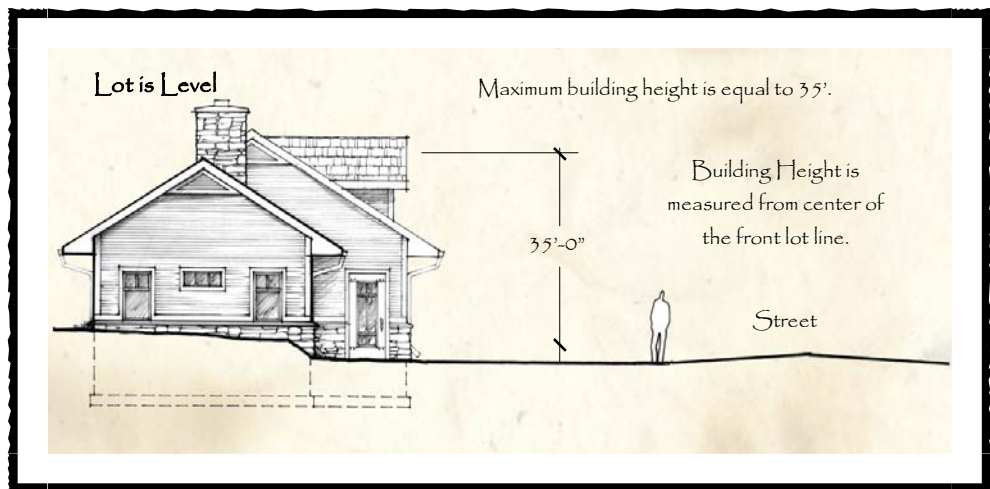 Lot is Level
Maximum building height is equal to 35'.
Building Height is
measured from center of
the front lot line.
35'-0"
Street